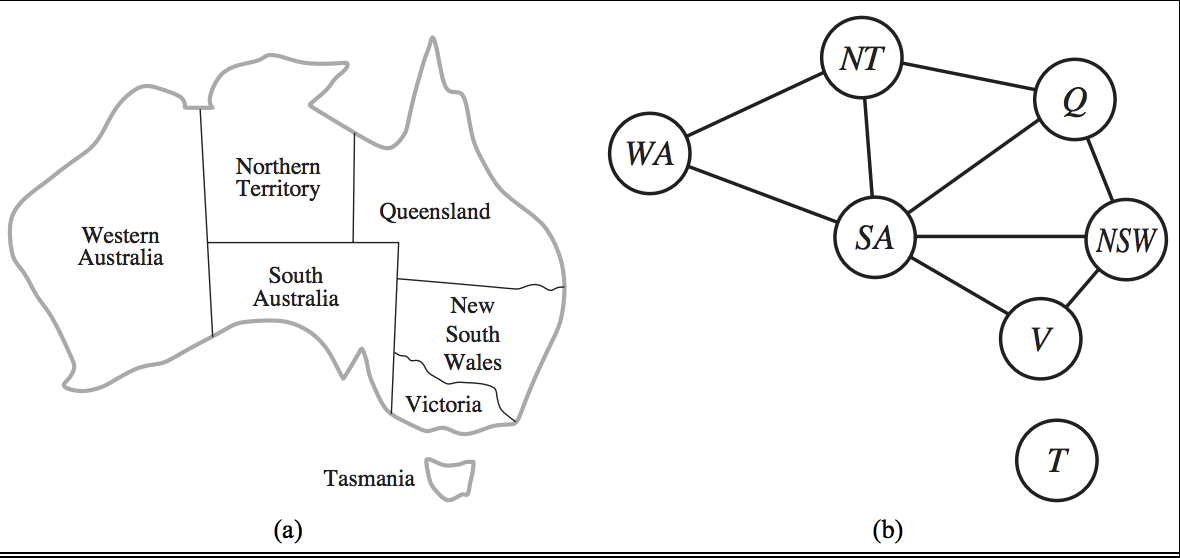 Northern
Territory
Western
Australia
Queensland
South
Australia
New
South
Wales
Victoria
Tasmania
(a)
NT
Q
WA
SA
NSW
V
T
(b)